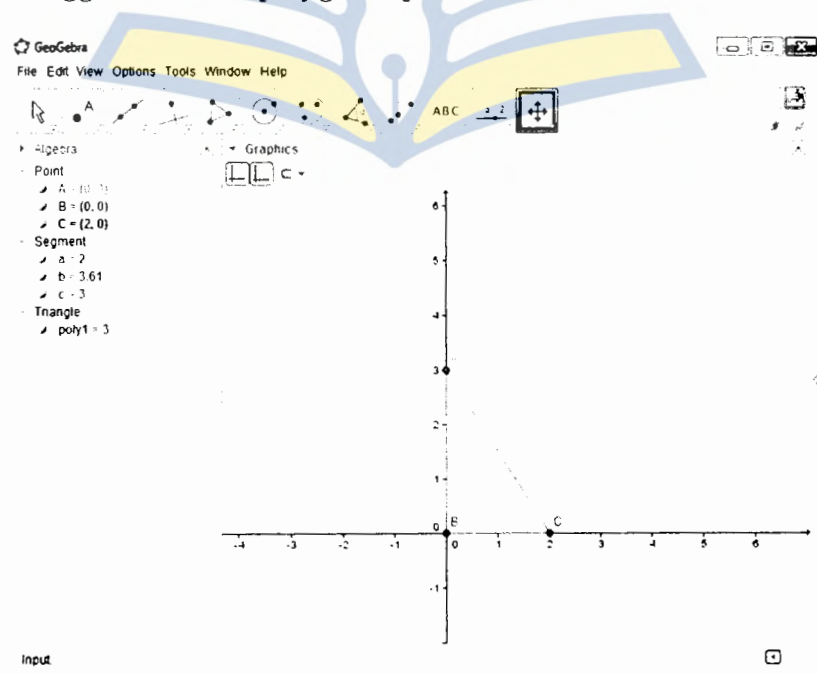 GeoGebra
File Edit View Options Tools Window Help
A
ABC
a = 2
Algebra
Graphics
Point
B = (0, 0)
C = (2, 0)
Segment
a = 2
b = 3.61
c = 3
Triangle
poly1 = 3
6
5
4
3
2
1
0
B
C
-4 -3 -2 -1 0 1 2 3 4 5 6
-1
Input